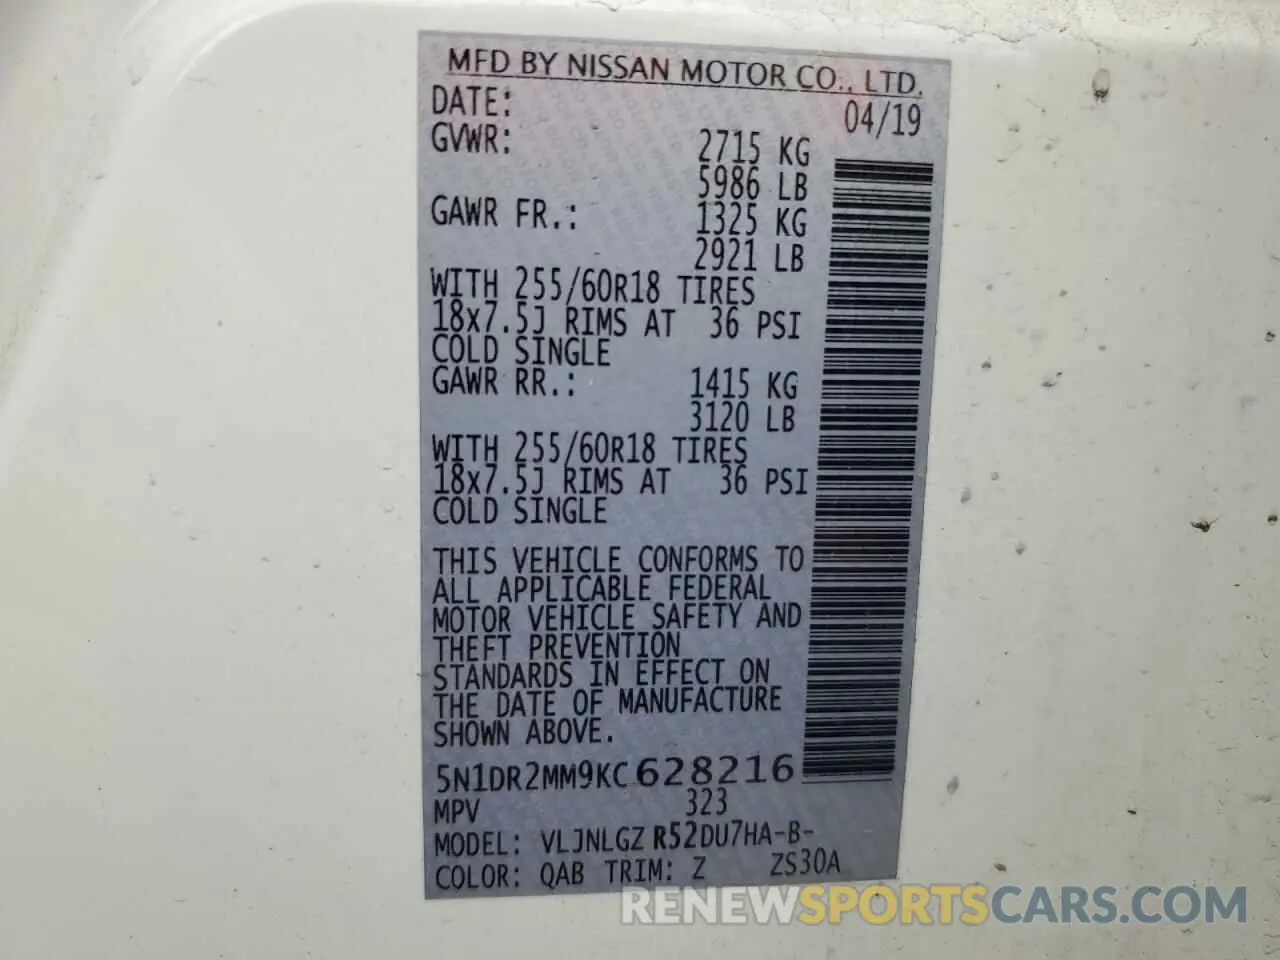 MFD BY NISSAN MOTOR CO., LTD.
DATE: 04/19
GVWR: 2715 KG
5986 LB
GAWR FR.: 1325 KG
2921 LB
WITH 255/60R18 TIRES
18x7.5J RIMS AT 36 PSI
COLD SINGLE
GAWR RR.: 1415 KG
3120 LB
WITH 255/60R18 TIRES
18x7.5J RIMS AT 36 PSI
COLD SINGLE
THIS VEHICLE CONFORMS TO
ALL APPLICABLE FEDERAL
MOTOR VEHICLE SAFETY AND
THEFT PREVENTION
STANDARDS IN EFFECT ON
THE DATE OF MANUFACTURE
SHOWN ABOVE.
5N1DR2MM9KC628216
MPV 323
MODEL: VLJNLGZ R52DU7HA-B-
COLOR: QAB TRIM: Z ZS30A
RENEWSPORTSCARS.COM